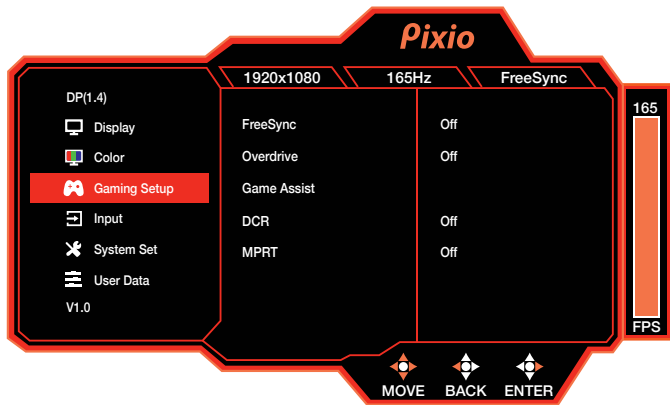 Pixio
1920x1080 165Hz FreeSync
DP(1.4)
Display
Color
Gaming Setup
Input
System Set
User Data
V1.0
FreeSync Off
Overdrive Off
Game Assist
DCR Off
MPRT Off
165
FPS
MOVE BACK ENTER